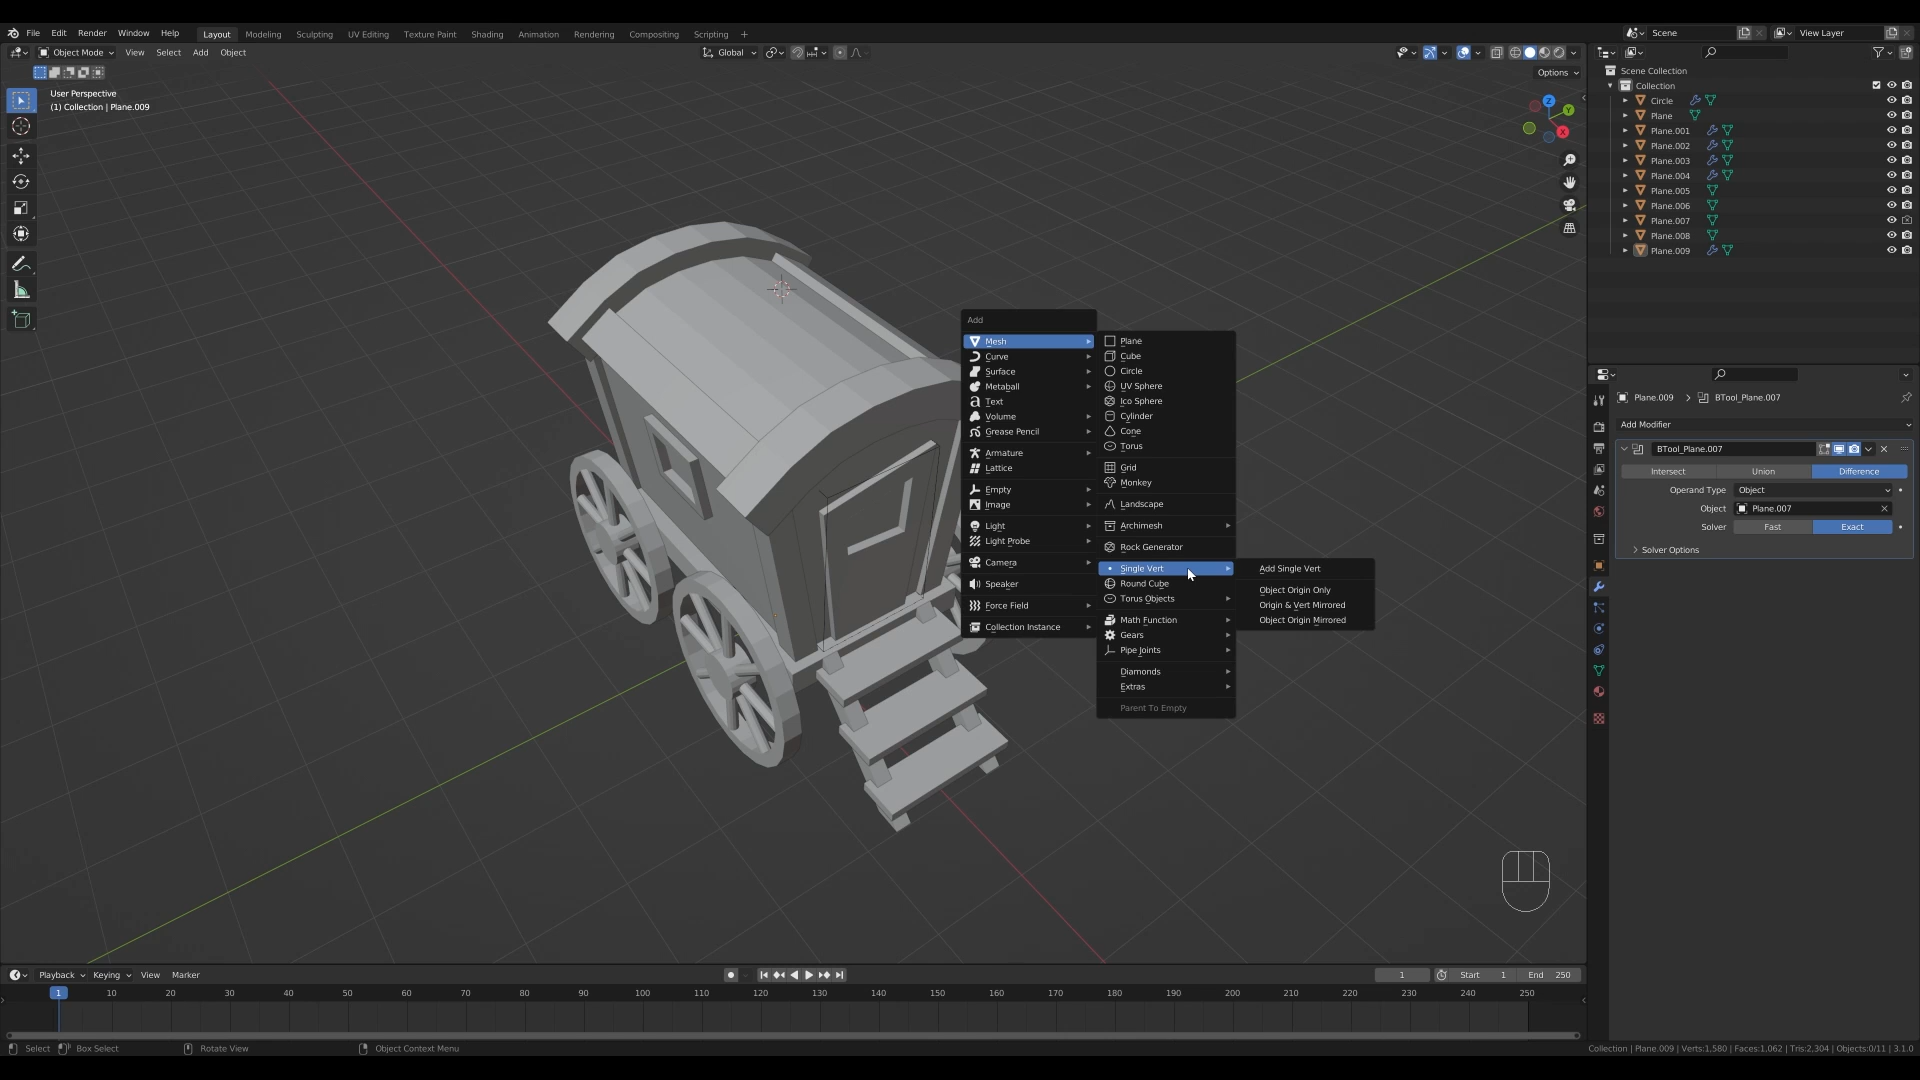 File Edit Render Window Help Layout Modeling Sculpting UV Editing Texture Paint Shading Animation Rendering Compositing Scripting + Scene View Layer
Object Mode View Select Add Object Global
Options
User Perspective
(1) Collection | Plane.009
Z
Y
X
Scene Collection
Collection
Circle
Plane
Plane.001
Plane.002
Plane.003
Plane.004
Plane.005
Plane.006
Plane.007
Plane.008
Plane.009
Add
Mesh
Curve
Surface
Metaball
Text
Volume
Grease Pencil
Armature
Lattice
Empty
Image
Light
Light Probe
Camera
Speaker
Force Field
Collection Instance
Plane
Cube
Circle
UV Sphere
Ico Sphere
Cylinder
Cone
Torus
Grid
Monkey
Landscape
Archimesh
Rock Generator
Single Vert
Round Cube
Torus Objects
Math Function
Gears
Pipe Joints
Diamonds
Extras
Parent To Empty
Add Single Vert
Object Origin Only
Origin & Vert Mirrored
Object Origin Mirrored
Plane.009 > BTool_Plane.007
Add Modifier
BTool_Plane.007
Intersect Union Difference
Operand Type Object
Object Plane.007
Solver Fast Exact
Solver Options
Playback Keying View Marker 1 Start 1 End 250
1 10 20 30 40 50 60 70 80 90 100 110 120 130 140 150 160 170 180 190 200 210 220 230 240 250
Select Box Select Rotate View Object Context Menu Collection | Plane.009 | Verts:1,580 | Faces:1,062 | Tris:2,304 | Objects:0/11 | 3.1.0